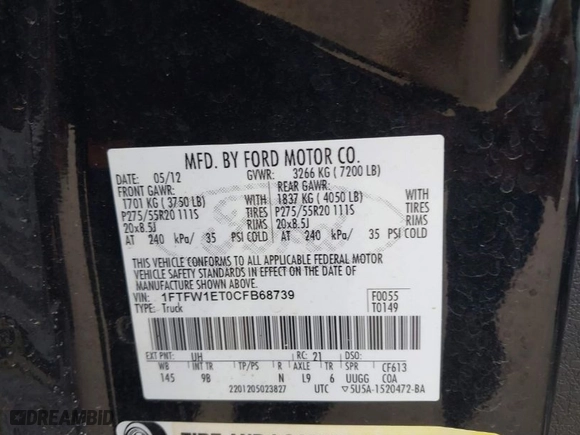 MFD. BY FORD MOTOR CO.
DATE: 05/12 GVWR: 3266 KG ( 7200 LB)
FRONT GAWR: REAR GAWR:
1701 KG ( 3750 LB) 1837 KG ( 4050 LB)
P275/55R20 111S TIRES P275/55R20 111S TIRES
20x8.5J RIMS 20x8.5J RIMS
AT 240 kPa/ 35 PSI COLD AT 240 kPa/ 35 PSI COLD
THIS VEHICLE CONFORMS TO ALL APPLICABLE FEDERAL MOTOR
VEHICLE SAFETY STANDARDS IN EFFECT ON THE DATE OF
MANUFACTURE SHOWN ABOVE.
VIN: 1FTFW1ET0CFB68739 F0055
TYPE: Truck T0149
EXT PNT: UH RC: 21 DSO:
WB INT TR TP/PS R AXLE TR SPR CF613
145 9B N L9 6 UUGG COA
2201205023827 UTC 5U5A-1520472-BA
DREAMBID